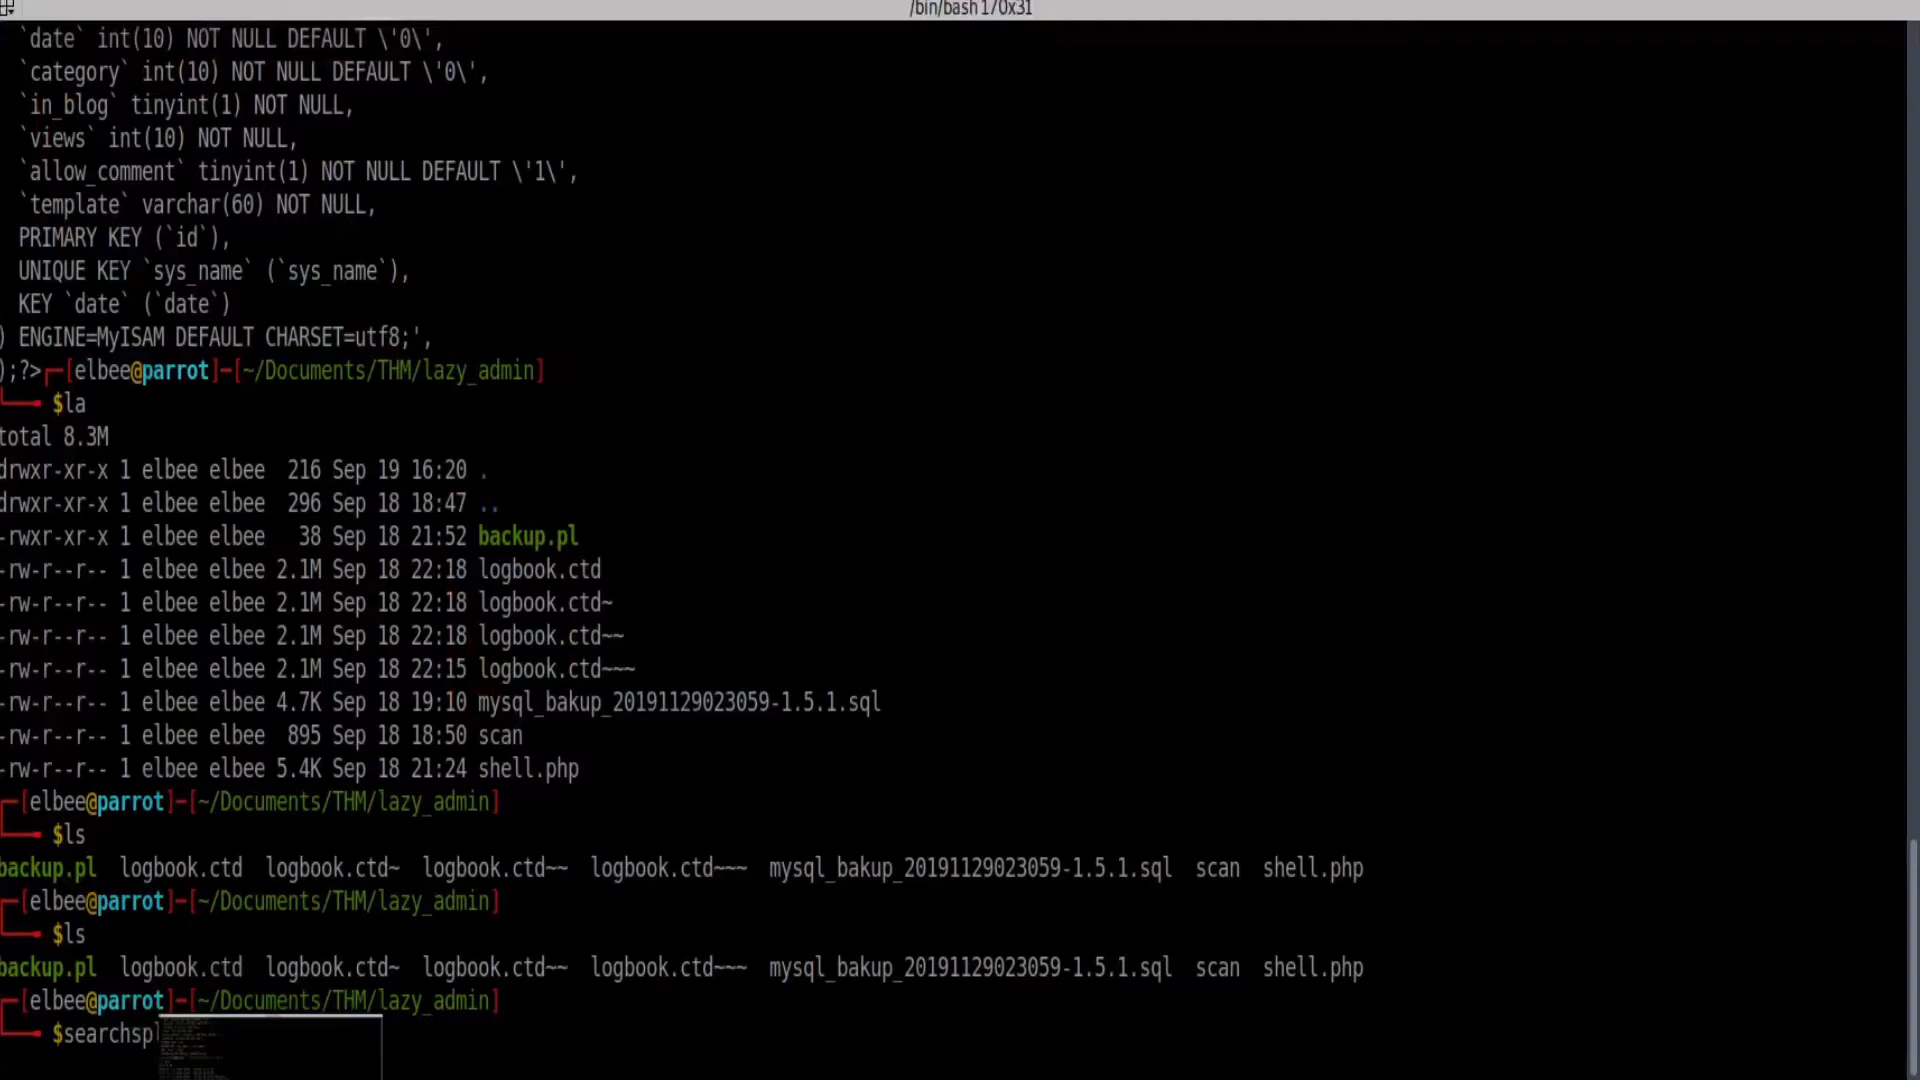 /bin/bash 170x31
`date` int(10) NOT NULL DEFAULT \'0\',
`category` int(10) NOT NULL DEFAULT \'0\',
`in_blog` tinyint(1) NOT NULL,
`views` int(10) NOT NULL,
`allow_comment` tinyint(1) NOT NULL DEFAULT \'1\',
`template` varchar(60) NOT NULL,
PRIMARY KEY (`id`),
UNIQUE KEY `sys_name` (`sys_name`),
KEY `date` (`date`)
) ENGINE=MyISAM DEFAULT CHARSET=utf8;',
);?>┌─[elbee@parrot]─[~/Documents/THM/lazy_admin]
└──╼ $la
total 8.3M
drwxr-xr-x 1 elbee elbee  216 Sep 19 16:20 .
drwxr-xr-x 1 elbee elbee  296 Sep 18 18:47 ..
-rwxr-xr-x 1 elbee elbee   38 Sep 18 21:52 backup.pl
-rw-r--r-- 1 elbee elbee 2.1M Sep 18 22:18 logbook.ctd
-rw-r--r-- 1 elbee elbee 2.1M Sep 18 22:18 logbook.ctd~
-rw-r--r-- 1 elbee elbee 2.1M Sep 18 22:18 logbook.ctd~~
-rw-r--r-- 1 elbee elbee 2.1M Sep 18 22:15 logbook.ctd~~~
-rw-r--r-- 1 elbee elbee 4.7K Sep 18 19:10 mysql_bakup_20191129023059-1.5.1.sql
-rw-r--r-- 1 elbee elbee  895 Sep 18 18:50 scan
-rw-r--r-- 1 elbee elbee 5.4K Sep 18 21:24 shell.php
┌─[elbee@parrot]─[~/Documents/THM/lazy_admin]
└──╼ $ls
backup.pl  logbook.ctd  logbook.ctd~  logbook.ctd~~  logbook.ctd~~~  mysql_bakup_20191129023059-1.5.1.sql  scan  shell.php
┌─[elbee@parrot]─[~/Documents/THM/lazy_admin]
└──╼ $ls
backup.pl  logbook.ctd  logbook.ctd~  logbook.ctd~~  logbook.ctd~~~  mysql_bakup_20191129023059-1.5.1.sql  scan  shell.php
┌─[elbee@parrot]─[~/Documents/THM/lazy_admin]
└──╼ $searchspl